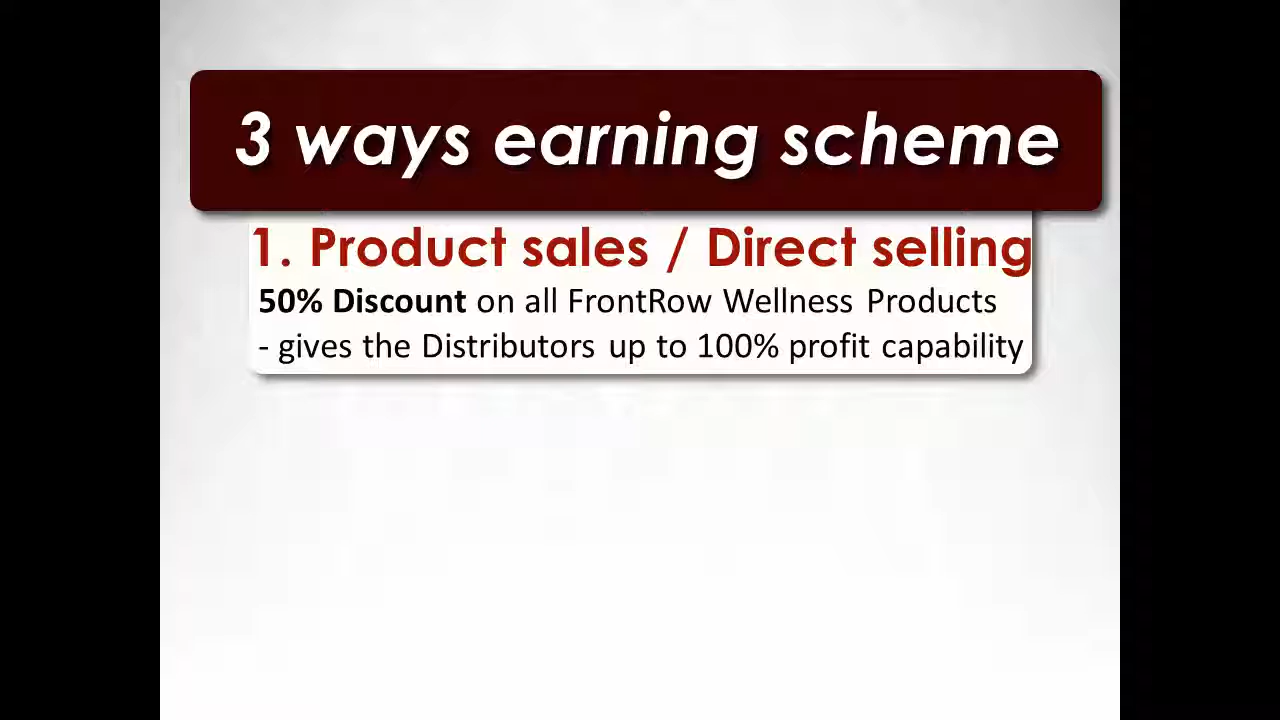 3 ways earning scheme
1. Product sales / Direct selling
50% Discount on all FrontRow Wellness Products
- gives the Distributors up to 100% profit capability